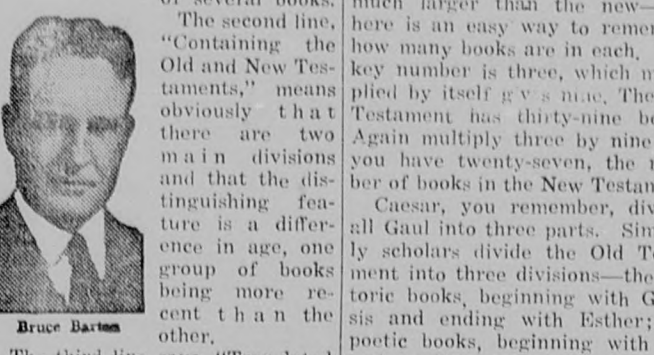 of several books.
The second line,
"Containing the
Old and New Tes-
taments," means
obviously that
there are two
main divisions
and that the dis-
tinguishing fea-
ture is a differ-
ence in age, one
group of books
being more re-
cent than the
other.
Bruce Barton
much larger than the new—
here is an easy way to remem
how many books are in each.
key number is three, which m
plied by itself g v s nine. The
Testament has thirty-nine b
Again multiply three by nine
you have twenty-seven, the n
ber of books in the New Testam
Caesar, you remember, div
all Gaul into three parts. Sim
ly scholars divide the Old T
ment into three divisions—the
toric books, beginning with G
sis and ending with Esther;
poetic books, beginning with